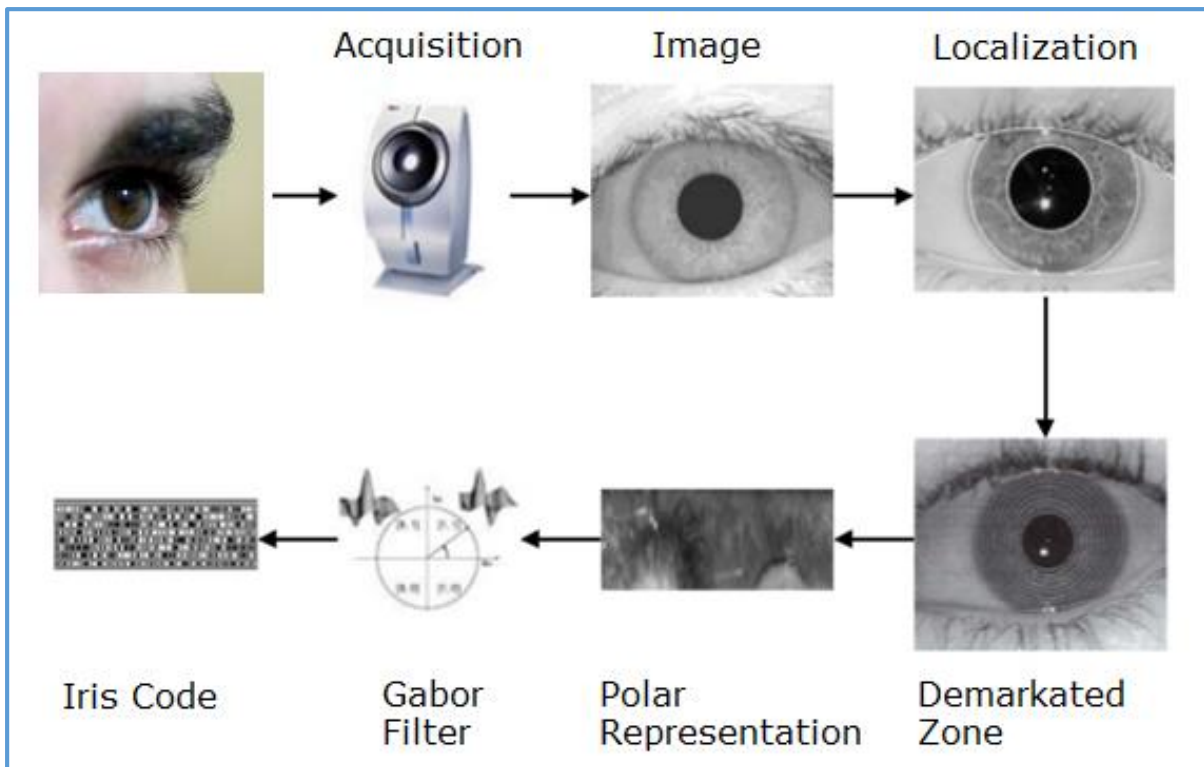 Acquisition
Image
Localization
Iris Code
Gabor
Filter
Polar
Representation
Demarkated
Zone